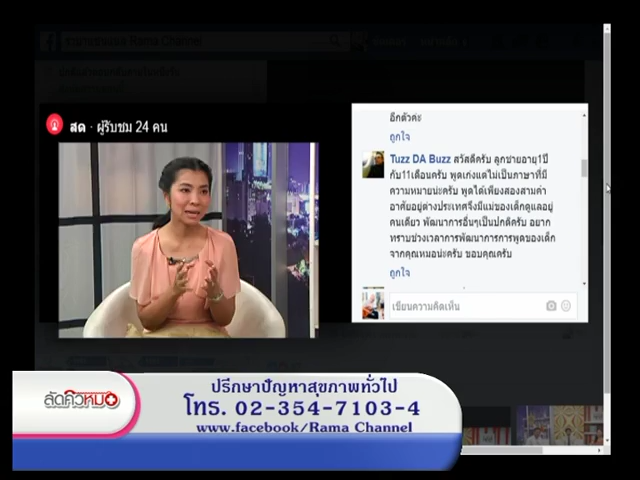 รามาแชนแนล Rama Channel
สด · ผู้รับชม 24 คน
อีกตัวค่ะ
ถูกใจ
Tuzz DA Buzz สวัสดีครับ ลูกชายอายุ1ปี
กับ11เดือนครับ พูดเก่งแต่ไม่เป็นภาษาที่มี
ความหมายน่ะครับ พูดได้เพียงสองสามคำ
อาศัยอยู่ต่างประเทศจึงมีแม่ของเด็กดูแลอยู่
คนเดียว พัฒนาการอื่นๆเป็นปกติครับ อยาก
ทราบช่วงเวลาการพัฒนาการการพูดของเด็ก
จากคุณหมอน่ะครับ ขอบคุณครับ
ถูกใจ
เขียนความคิดเห็น
ลัดคิวหมอ
ปรึกษาปัญหาสุขภาพทั่วไป
โทร. 02-354-7103-4
www.facebook/Rama Channel